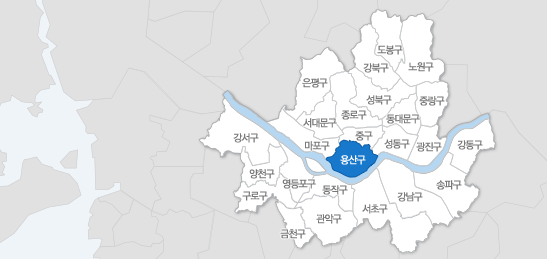 도봉구
강북구
노원구
은평구
성북구
중랑구
종로구
서대문구
동대문구
중구
강서구
마포구
성동구
광진구
강동구
용산구
양천구
영등포구
동작구
송파구
구로구
강남구
서초구
관악구
금천구